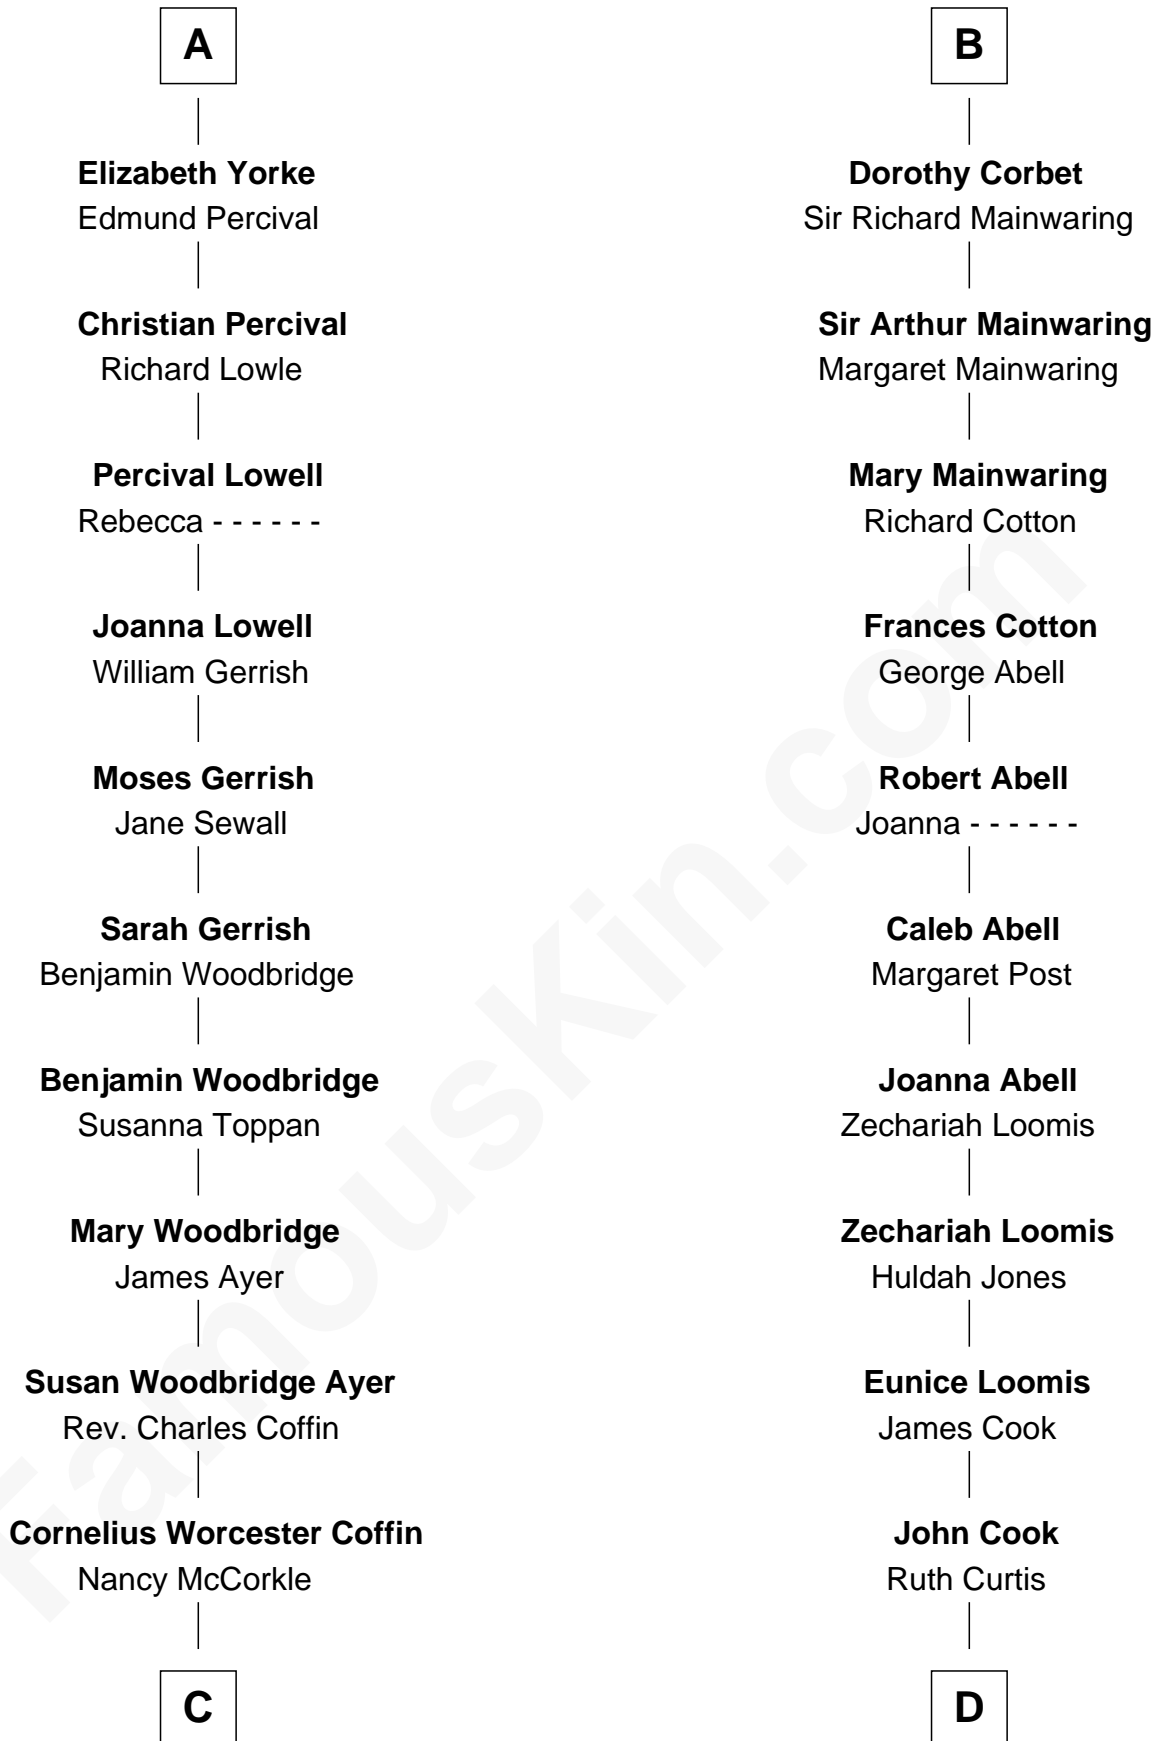 A
Elizabeth Yorke
Edmund Percival
Christian Percival
Richard Lowle
Percival Lowell
Rebecca - - - - - -
Joanna Lowell
William Gerrish
Moses Gerrish
Jane Sewall
Sarah Gerrish
Benjamin Woodbridge
Benjamin Woodbridge
Susanna Toppan
Mary Woodbridge
James Ayer
Susan Woodbridge Ayer
Rev. Charles Coffin
Cornelius Worcester Coffin
Nancy McCorkle
C
B
Dorothy Corbet
Sir Richard Mainwaring
Sir Arthur Mainwaring
Margaret Mainwaring
Mary Mainwaring
Richard Cotton
Frances Cotton
George Abell
Robert Abell
Joanna - - - - - -
Caleb Abell
Margaret Post
Joanna Abell
Zechariah Loomis
Zechariah Loomis
Huldah Jones
Eunice Loomis
James Cook
John Cook
Ruth Curtis
D
FamousKin.com